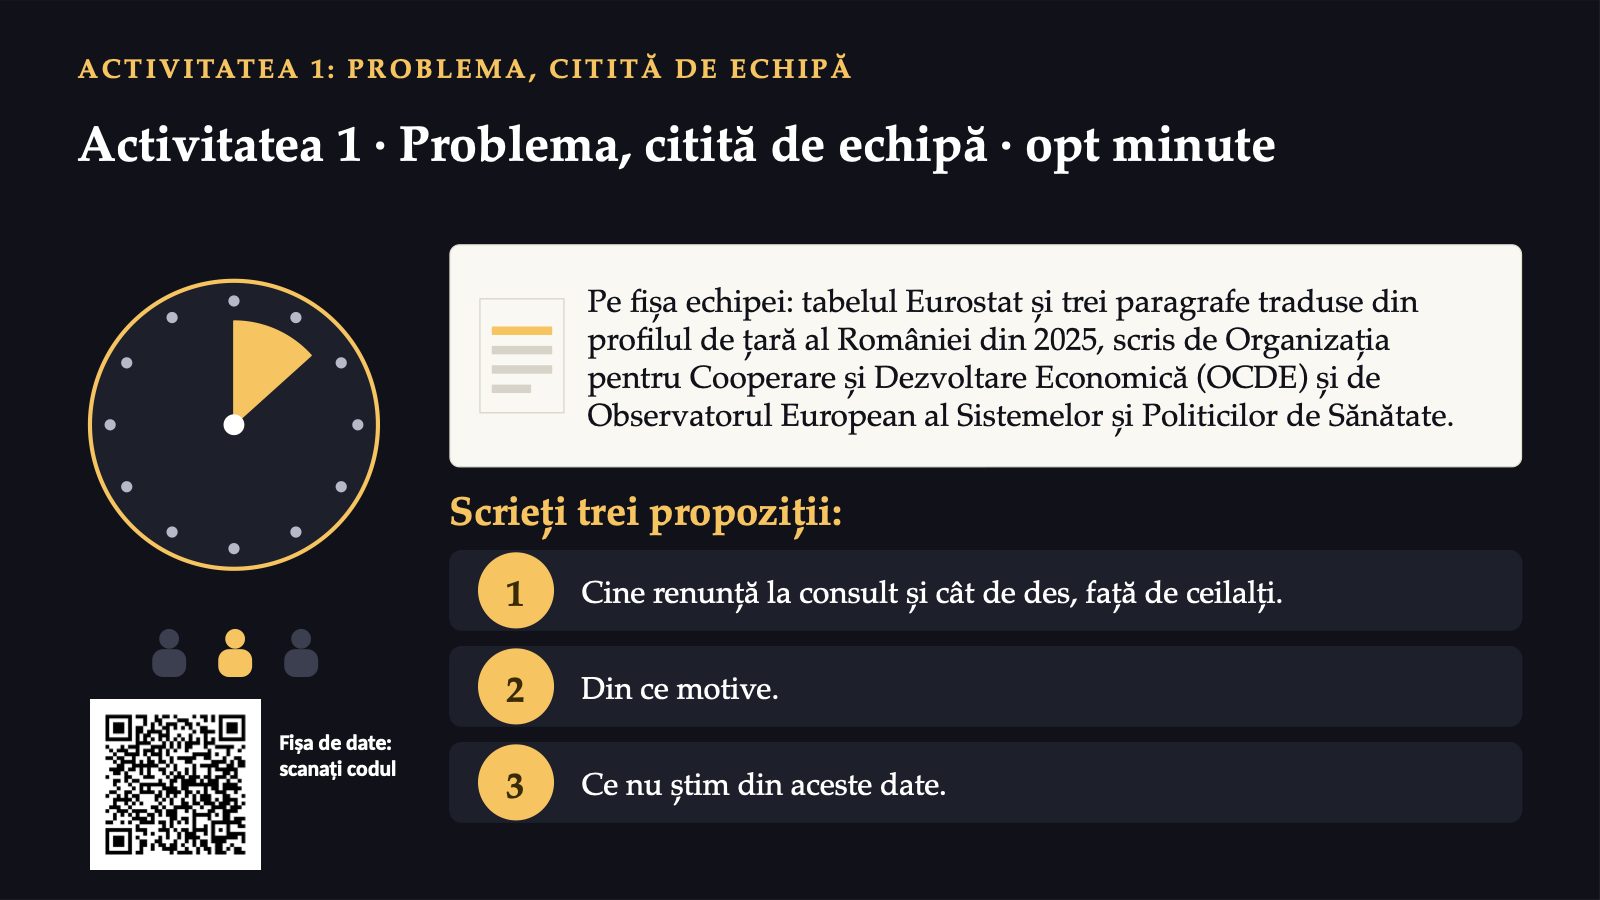 ACTIVITATEA 1: PROBLEMA, CITITĂ DE ECHIPĂ
Activitatea 1 · Problema, citită de echipă · opt minute
Pe fișa echipei: tabelul Eurostat și trei paragrafe traduse din
profilul de țară al României din 2025, scris de Organizația
pentru Cooperare și Dezvoltare Economică (OCDE) și de
Observatorul European al Sistemelor și Politicilor de Sănătate.
Scrieți trei propoziții:
1 Cine renunță la consult și cât de des, față de ceilalți.
2 Din ce motive.
3 Ce nu știm din aceste date.
Fișa de date:
scanați codul